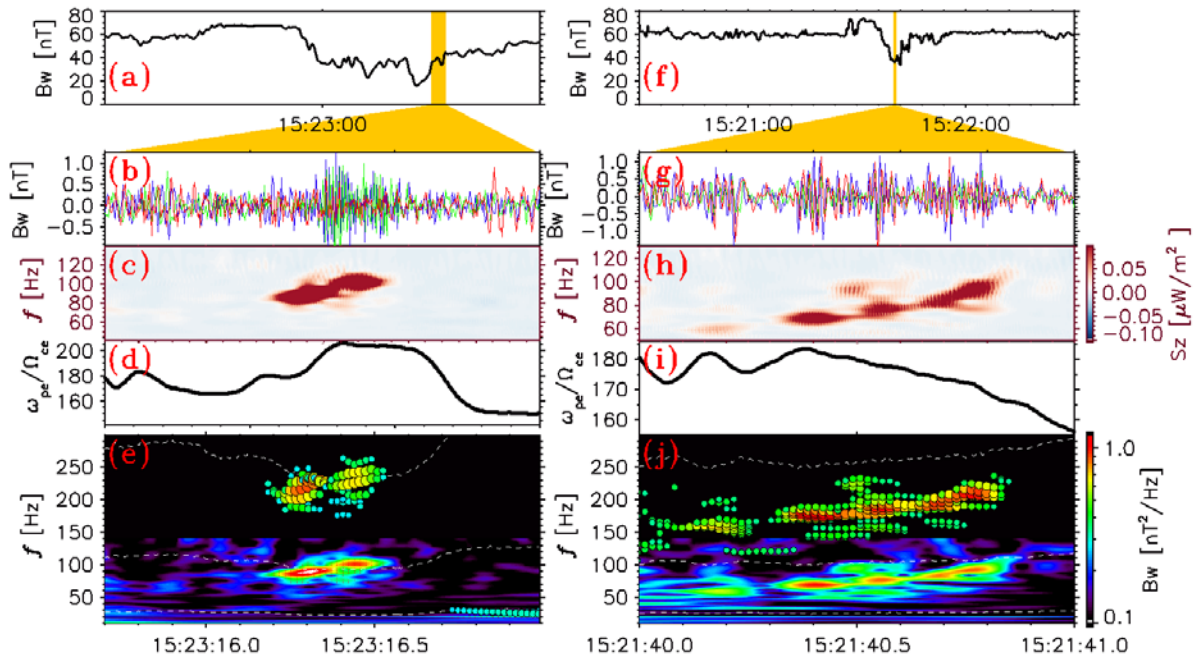 80
60
40
20
0
Bw [nT]
(a)
15:23:00
80
60
40
20
0
Bw [nT]
(f)
15:21:00 15:22:00
1.0
0.5
0.0
−0.5
Bw [nT]
(b)
1.0
0.5
0.0
−0.5
−1.0
Bw [nT]
(g)
120
100
80
60
f [Hz]
(c)
120
100
80
60
f [Hz]
(h)
0.05
0.00
−0.05
−0.10
Sz [μW/m²]
200
180
160
ω_pe/Ω_ce
(d)
180
170
160
ω_pe/Ω_ce
(i)
250
200
150
100
50
f [Hz]
(e)
15:23:16.0 15:23:16.5
250
200
150
100
50
f [Hz]
(j)
15:21:40.0 15:21:40.5 15:21:41.0
1.0
0.1
Bw [nT²/Hz]